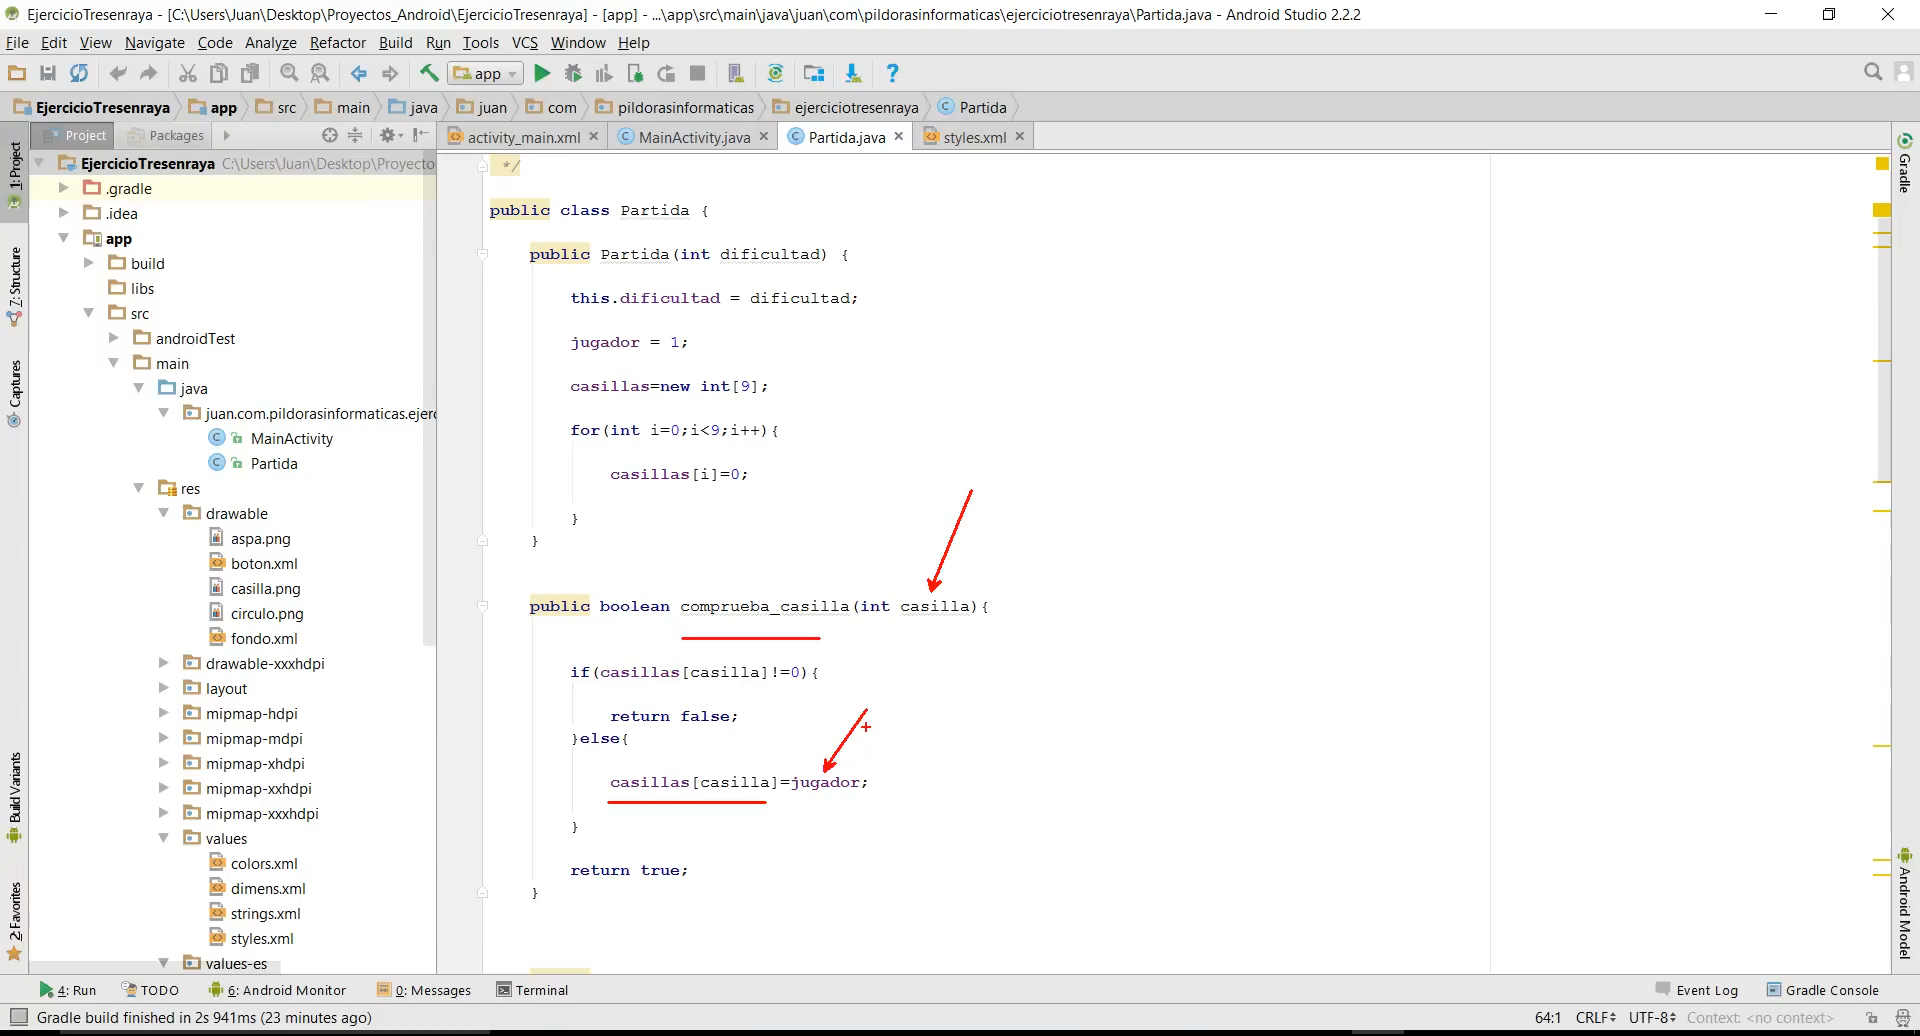 EjercicioTresenraya - [C:\Users\Juan\Desktop\Proyectos_Android\EjercicioTresenraya] - [app] - ...\app\src\main\java\juan\com\pildorasinformaticas\ejerciciotresenraya\Partida.java - Android Studio 2.2.2
File Edit View Navigate Code Analyze Refactor Build Run Tools VCS Window Help
app
EjercicioTresenraya app src main java juan com pildorasinformaticas ejerciciotresenraya Partida
Project Packages
activity_main.xml MainActivity.java Partida.java styles.xml
1: Project
7: Structure
Captures
Build Variants
2: Favorites
EjercicioTresenraya C:\Users\Juan\Desktop\Proyecto
.gradle
.idea
app
build
libs
src
androidTest
main
java
juan.com.pildorasinformaticas.ejerc
MainActivity
Partida
res
drawable
aspa.png
boton.xml
casilla.png
circulo.png
fondo.xml
drawable-xxxhdpi
layout
mipmap-hdpi
mipmap-mdpi
mipmap-xhdpi
mipmap-xxhdpi
mipmap-xxxhdpi
values
colors.xml
dimens.xml
strings.xml
styles.xml
values-es
*/
public class Partida {
public Partida(int dificultad) {
this.dificultad = dificultad;
jugador = 1;
casillas=new int[9];
for(int i=0;i<9;i++){
casillas[i]=0;
}
}
public boolean comprueba_casilla(int casilla){
if(casillas[casilla]!=0){
return false;
}else{
casillas[casilla]=jugador;
}
return true;
}
Gradle
Android Model
4: Run TODO 6: Android Monitor 0: Messages Terminal Event Log Gradle Console
Gradle build finished in 2s 941ms (23 minutes ago) 64:1 CRLF UTF-8 Context: <no context>